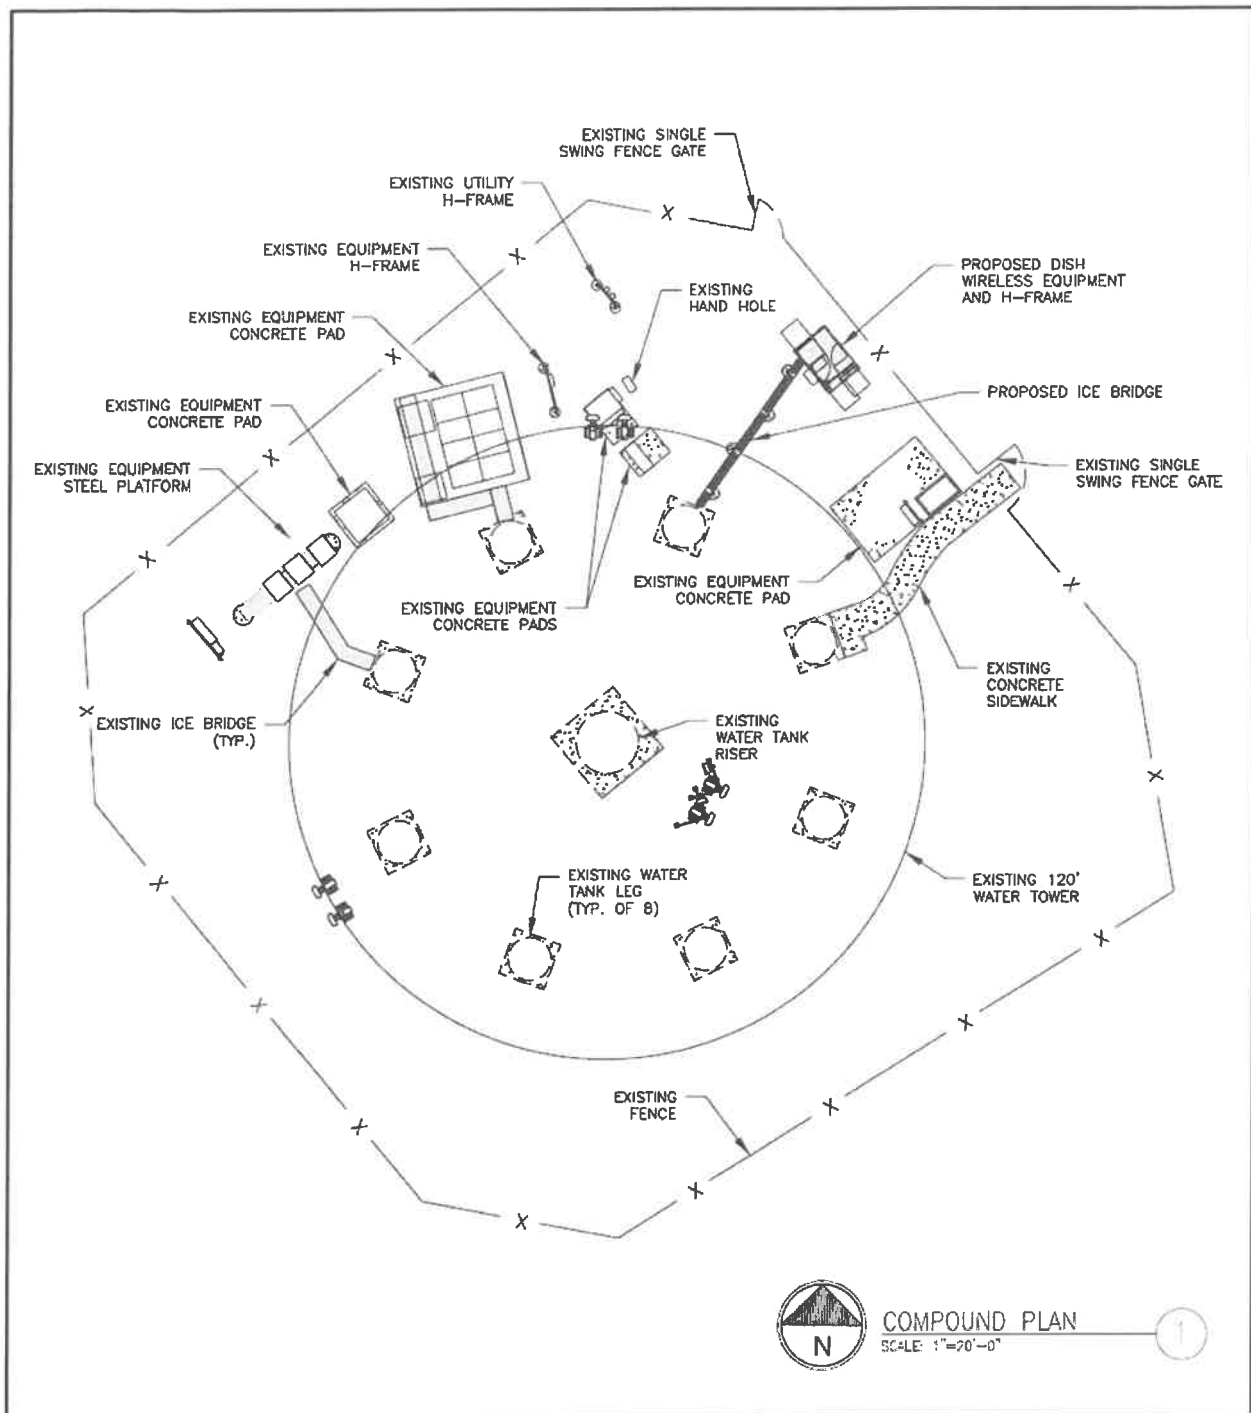 EXISTING SINGLE
SWING FENCE GATE
EXISTING UTILITY
H-FRAME
EXISTING EQUIPMENT
H-FRAME
EXISTING
HAND HOLE
PROPOSED DISH
WIRELESS EQUIPMENT
AND H-FRAME
EXISTING EQUIPMENT
CONCRETE PAD
PROPOSED ICE BRIDGE
EXISTING EQUIPMENT
CONCRETE PAD
EXISTING EQUIPMENT
STEEL PLATFORM
EXISTING SINGLE
SWING FENCE GATE
EXISTING EQUIPMENT
CONCRETE PADS
EXISTING EQUIPMENT
CONCRETE PAD
EXISTING
CONCRETE
SIDEWALK
EXISTING ICE BRIDGE
(TYP.)
EXISTING
WATER TANK
RISER
EXISTING WATER
TANK LEG
(TYP. OF 8)
EXISTING 120'
WATER TOWER
EXISTING
FENCE
N
COMPOUND PLAN
SCALE: 1"=20'-0"
1